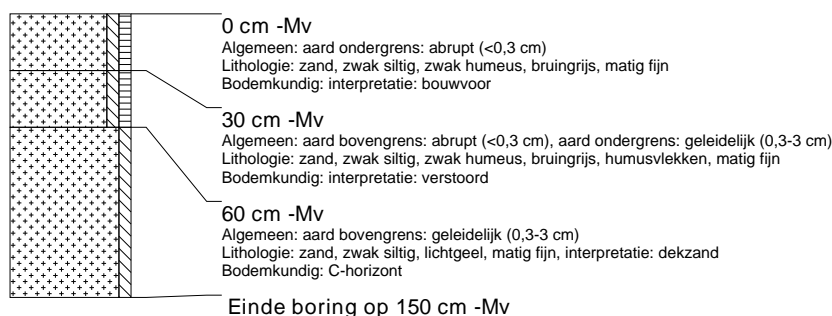 0 cm -Mv
Algemeen: aard ondergrens: abrupt (<0,3 cm)
Lithologie: zand, zwak siltig, zwak humeus, bruingrijs, matig fijn
Bodemkundig: interpretatie: bouwvoor
30 cm -Mv
Algemeen: aard bovengrens: abrupt (<0,3 cm), aard ondergrens: geleidelijk (0,3-3 cm)
Lithologie: zand, zwak siltig, zwak humeus, bruingrijs, humusvlekken, matig fijn
Bodemkundig: interpretatie: verstoord
60 cm -Mv
Algemeen: aard bovengrens: geleidelijk (0,3-3 cm)
Lithologie: zand, zwak siltig, lichtgeel, matig fijn, interpretatie: dekzand
Bodemkundig: C-horizont
Einde boring op 150 cm -Mv